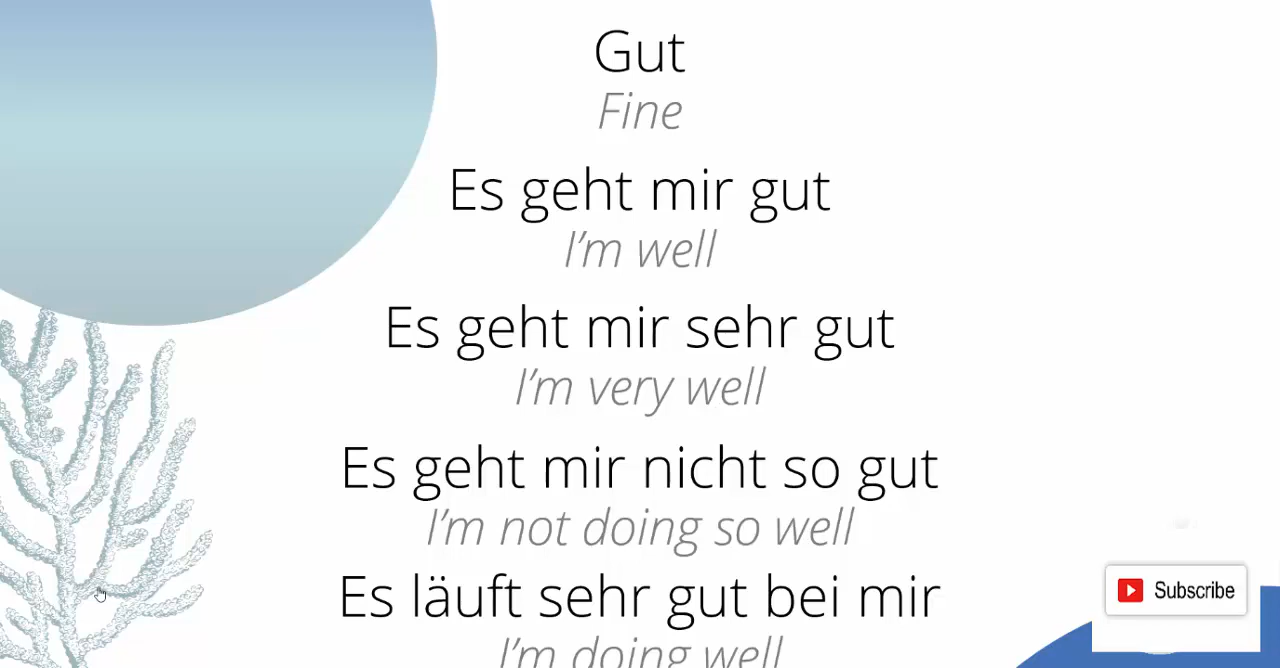 Gut
Fine
Es geht mir gut
I'm well
Es geht mir sehr gut
I'm very well
Es geht mir nicht so gut
I'm not doing so well
Es läuft sehr gut bei mir
I'm doing well
Subscribe